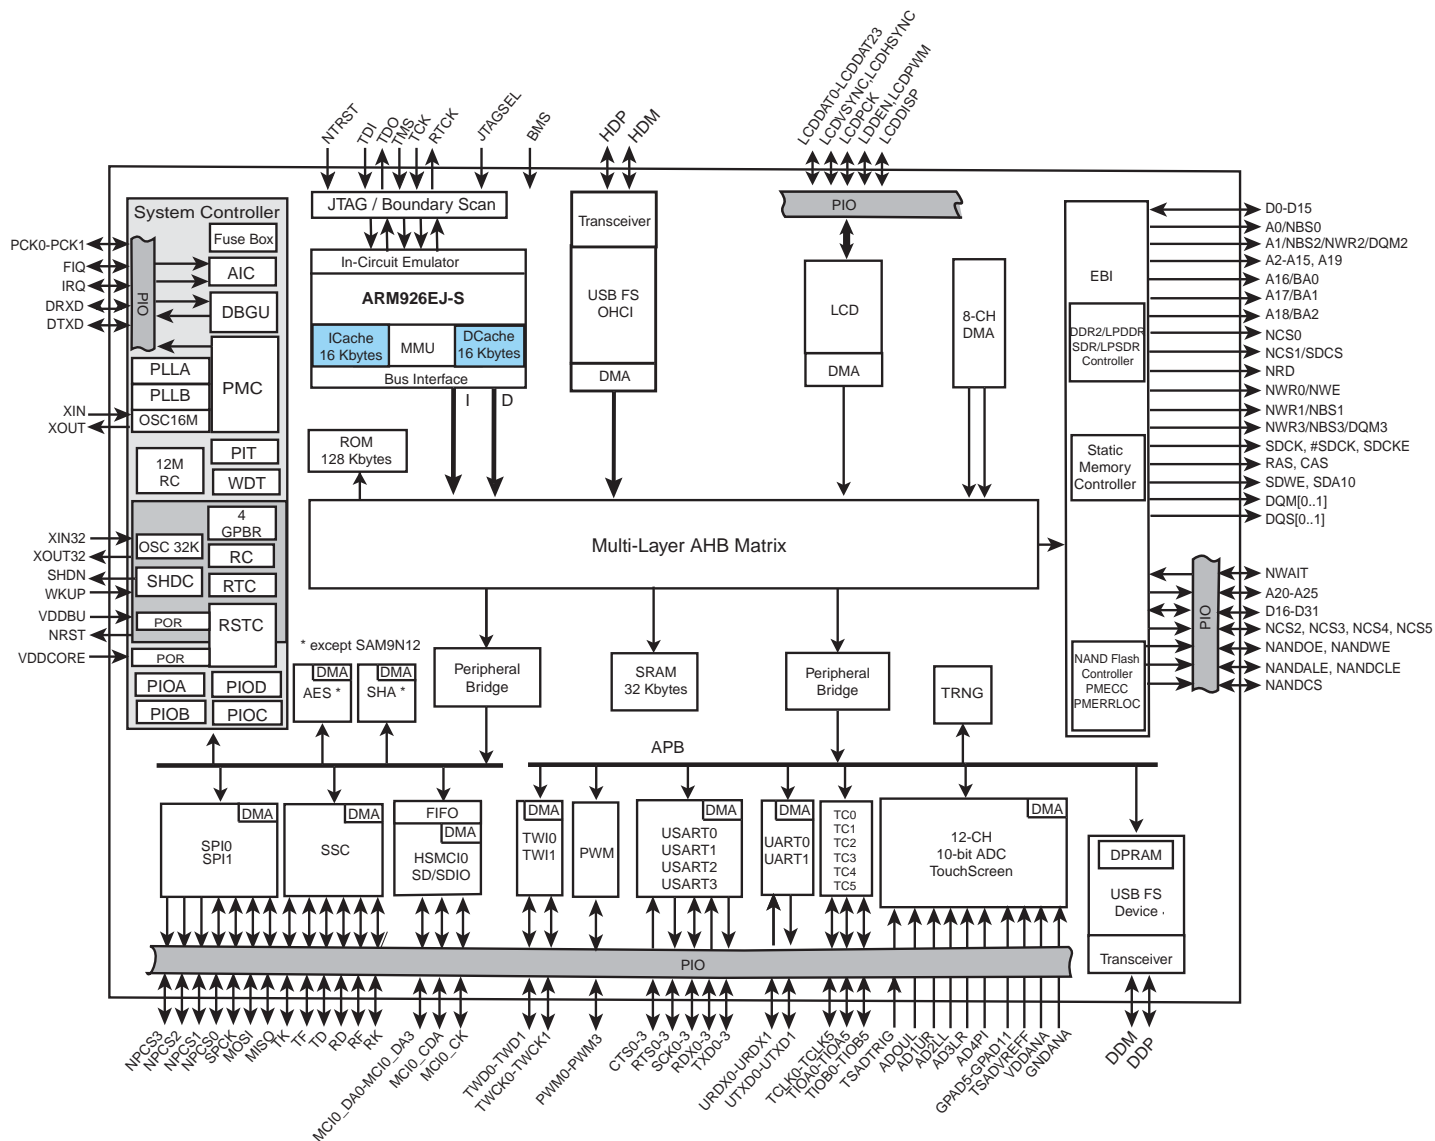 NTRST
TDI
TDO
TMS
TCK
RTCK
JTAGSEL
BMS
HDP
HDM
LCDDAT0-LCDDAT23
LCDVSYNC,LCDHSYNC
LCDPCK
LDDEN,LCDPWM
LCDDISP
System Controller
Fuse Box
PIO
AIC
DBGU
PMC
PLLA
PLLB
OSC16M
12M
RC
PIT
WDT
4
GPBR
OSC 32K
RC
SHDC
RTC
POR
RSTC
POR
PIOA
PIOD
PIOB
PIOC
PCK0-PCK1
FIQ
IRQ
DRXD
DTXD
XIN
XOUT
XIN32
XOUT32
SHDN
WKUP
VDDBU
NRST
VDDCORE
JTAG / Boundary Scan
In-Circuit Emulator
ARM926EJ-S
ICache
16 Kbytes
MMU
DCache
16 Kbytes
Bus Interface
I
D
ROM
128 Kbytes
Transceiver
USB FS
OHCI
DMA
PIO
LCD
DMA
8-CH
DMA
EBI
DDR2/LPDDR
SDR/LPSDR
Controller
Static
Memory
Controller
NAND Flash
Controller
PMECC
PMERRLOC
PIO
D0-D15
A0/NBS0
A1/NBS2/NWR2/DQM2
A2-A15, A19
A16/BA0
A17/BA1
A18/BA2
NCS0
NCS1/SDCS
NRD
NWR0/NWE
NWR1/NBS1
NWR3/NBS3/DQM3
SDCK, #SDCK, SDCKE
RAS, CAS
SDWE, SDA10
DQM[0..1]
DQS[0..1]
NWAIT
A20-A25
D16-D31
NCS2, NCS3, NCS4, NCS5
NANDOE, NANDWE
NANDALE, NANDCLE
NANDCS
Multi-Layer AHB Matrix
* except SAM9N12
DMA
AES *
DMA
SHA *
Peripheral
Bridge
SRAM
32 Kbytes
Peripheral
Bridge
TRNG
APB
DMA
SPI0
SPI1
DMA
SSC
FIFO
DMA
HSMCI0
SD/SDIO
DMA
TWI0
TWI1
PWM
DMA
USART0
USART1
USART2
USART3
DMA
UART0
UART1
TC0
TC1
TC2
TC3
TC4
TC5
DMA
12-CH
10-bit ADC
TouchScreen
DPRAM
USB FS
Device
Transceiver
PIO
NPCS3
NPCS2
NPCS1
NPCS0
SPCK
MOSI
MISO
TK
TF
TD
RD
RF
RK
MCI0_DA0-MCI0_DA3
MCI0_CDA
MCI0_CK
TWD0-TWD1
TWCK0-TWCK1
PWM0-PWM3
CTS0-3
RTS0-3
SCK0-3
RDX0-3
TXD0-3
URDX0-URDX1
UTXD0-UTXD1
TCLK0-TCLK5
TIOA0-TIOA5
TIOB0-TIOB5
TSADTRIG
AD0UL
AD1UR
AD2LL
AD3LR
AD4PI
GPAD5-GPAD11
TSADVREFF
VDDANA
GNDANA
DDM
DDP